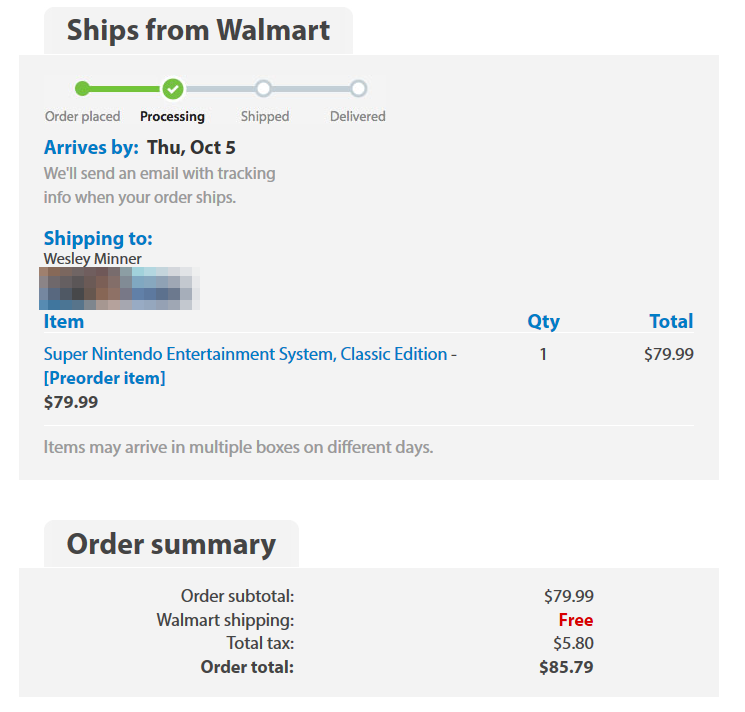 Ships from Walmart
Order placed Processing Shipped Delivered
Arrives by: Thu, Oct 5
We'll send an email with tracking
info when your order ships.
Shipping to:
Wesley Minner
Item Qty Total
Super Nintendo Entertainment System, Classic Edition - 1 $79.99
[Preorder item]
$79.99
Items may arrive in multiple boxes on different days.
Order summary
Order subtotal: $79.99
Walmart shipping: Free
Total tax: $5.80
Order total: $85.79